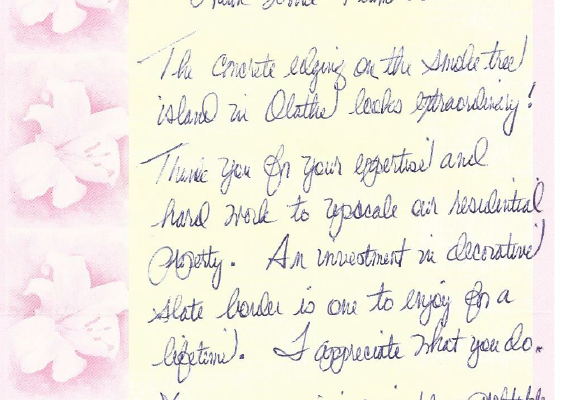 The concrete edging on the smoke tree
island in Olathe looks extraordinary!
Thank you for your expertise and
hard work to upscale our residential
property. An investment in decorative
slate border is one to enjoy for a
lifetime. I appreciate what you do.